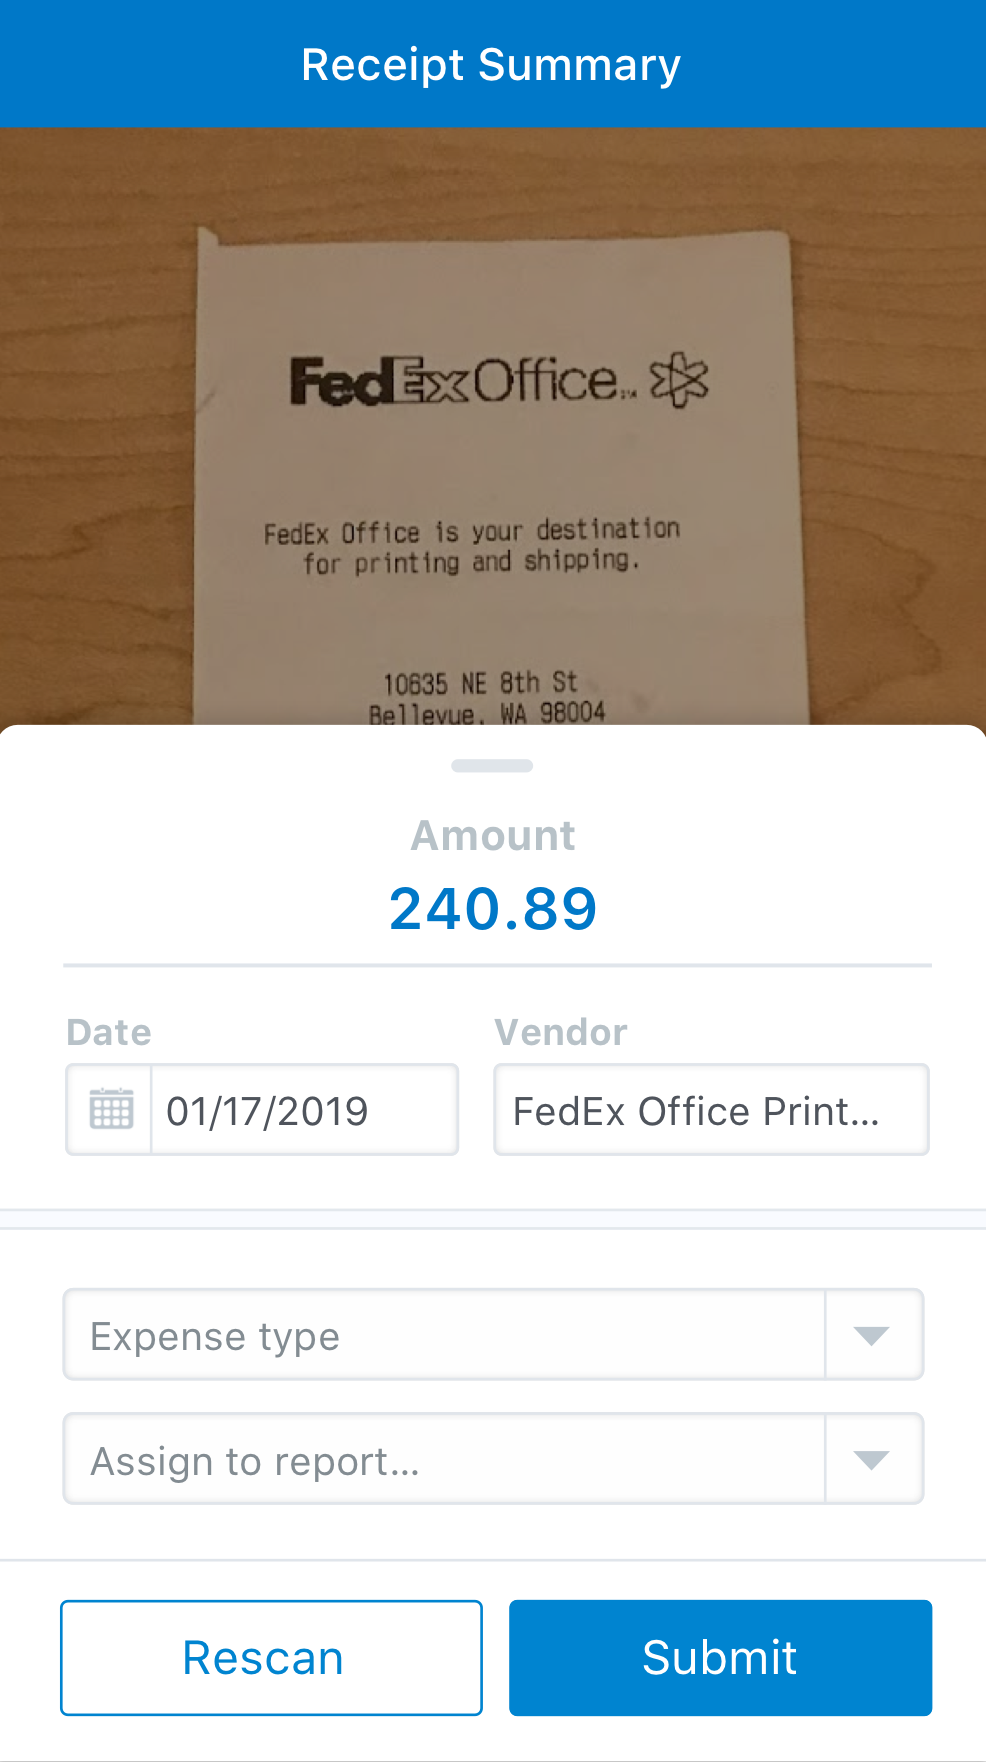 Receipt Summary
FedEx Office
FedEx Office is your destination
for printing and shipping.
10635 NE 8th St
Bellevue, WA 98004
Amount
240.89
Date
Vendor
01/17/2019
FedEx Office Print...
Expense type
Assign to report...
Rescan
Submit